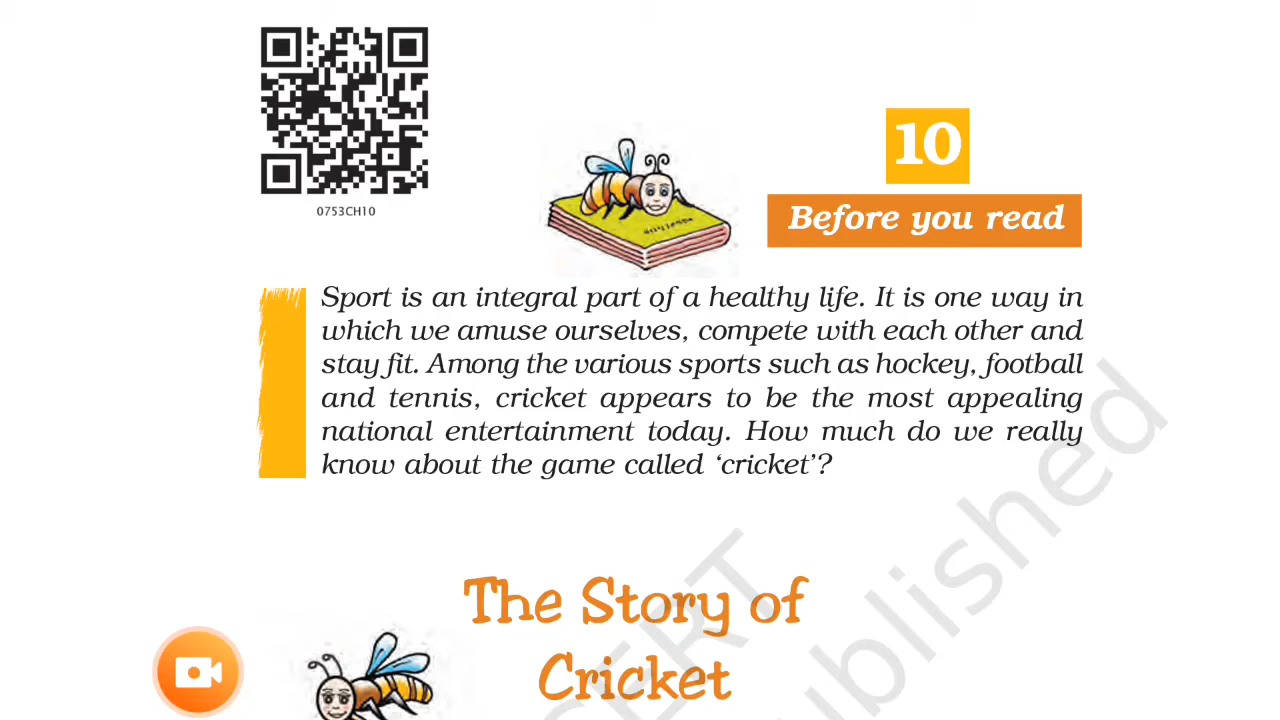 0753CH10
10
Before you read
Sport is an integral part of a healthy life. It is one way in
which we amuse ourselves, compete with each other and
stay fit. Among the various sports such as hockey, football
and tennis, cricket appears to be the most appealing
national entertainment today. How much do we really
know about the game called ‘cricket’?
The Story of
Cricket